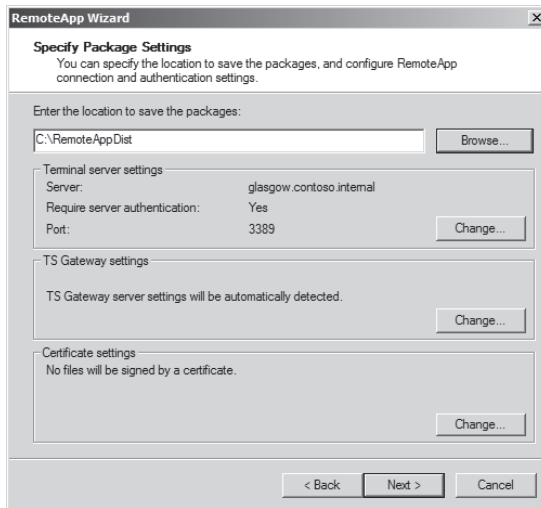 RemoteApp Wizard
Specify Package Settings
You can specify the location to save the packages, and configure RemoteApp
connection and authentication settings.
Enter the location to save the packages:
C:\RemoteAppDist
Browse...
Terminal server settings
Server: glasgow.contoso.internal
Require server authentication: Yes
Port: 3389
Change...
TS Gateway settings
TS Gateway server settings will be automatically detected.
Change...
Certificate settings
No files will be signed by a certificate.
Change...
< Back Next > Cancel